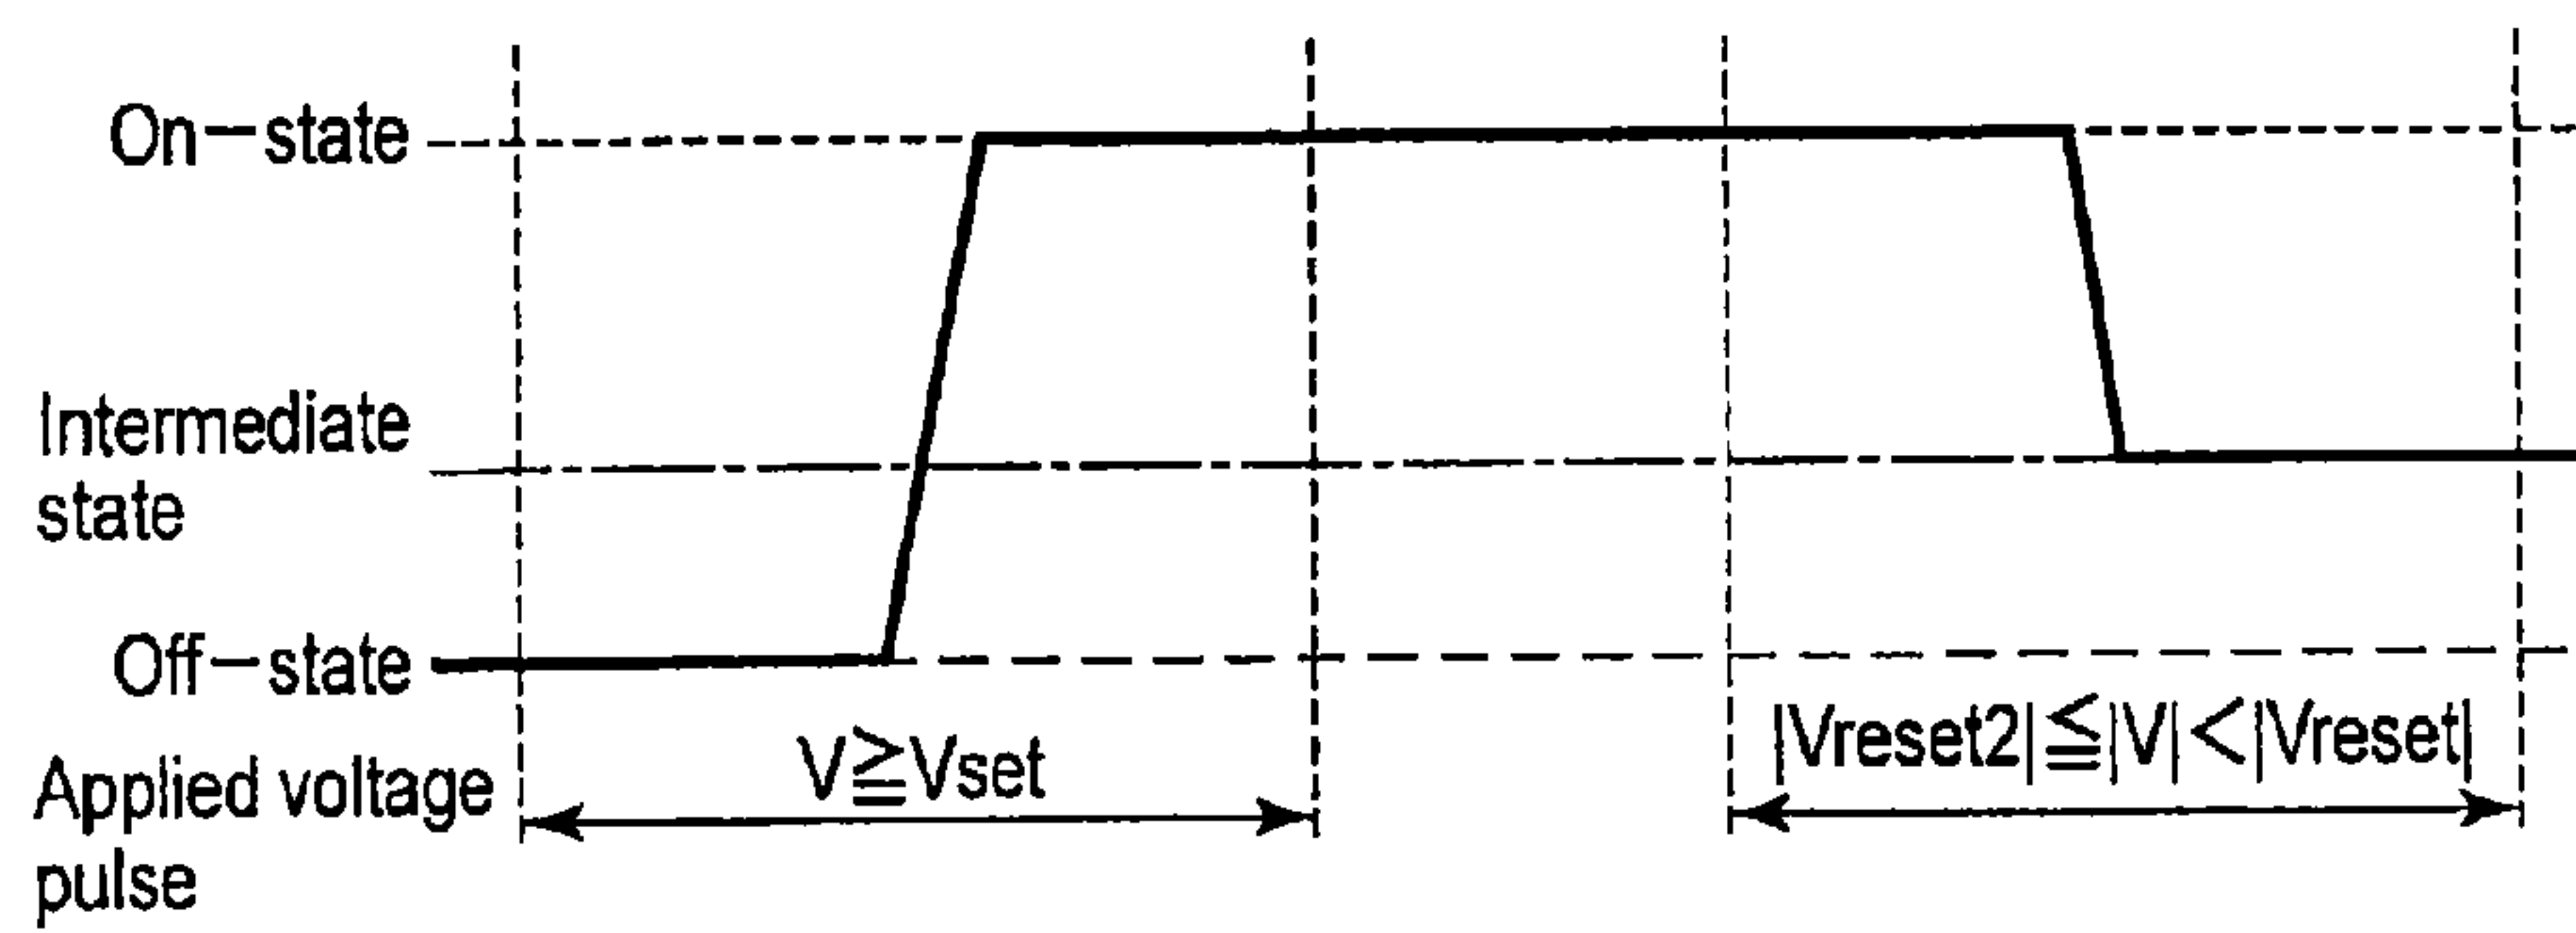 On-state
Intermediate
state
Off-state
V≧Vset
|Vreset2|≦|V|<|Vreset|
Applied voltage
pulse